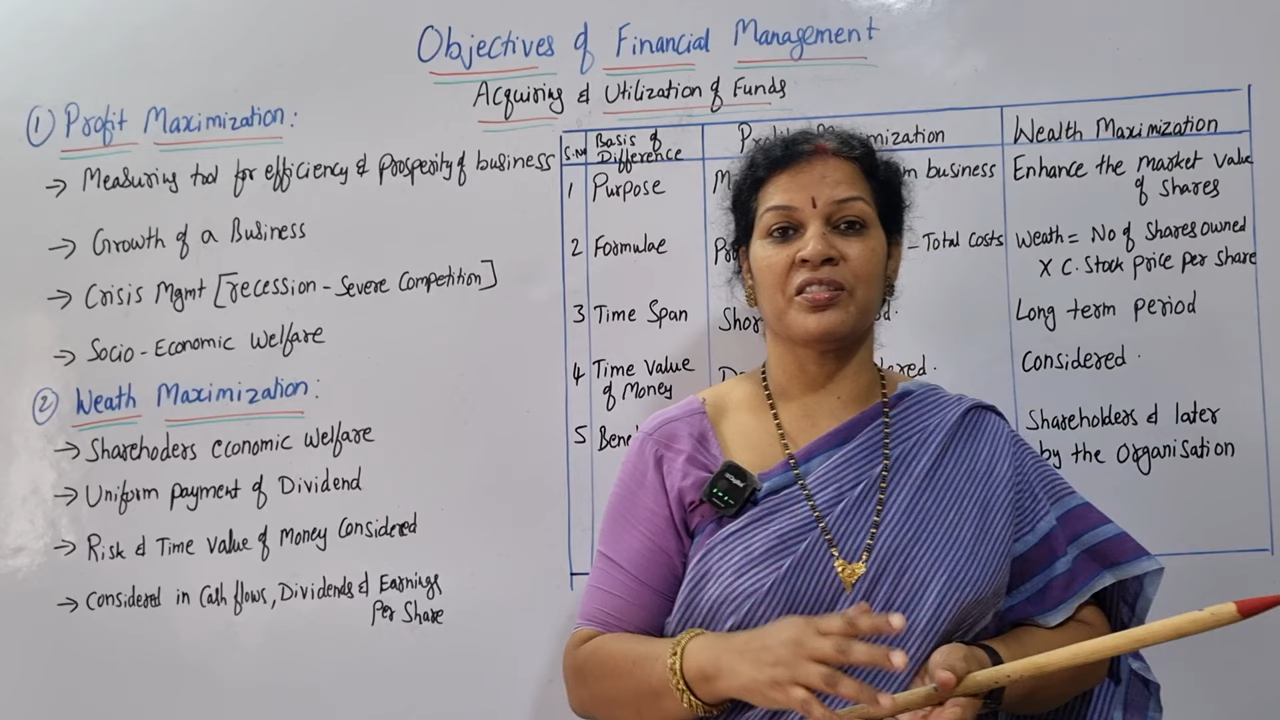 Objectives of Financial Management
Acquiring & Utilization of Funds
① Profit Maximization:
→ Measuring tool for efficiency & prosperity of business
→ Growth of a Business
→ Crisis Mgmt [recession - Severe Competition]
→ Socio-Economic Welfare
② Weath Maximization:
→ Sharehoders economic Welfare
→ Uniform payment of Dividend
→ Risk & Time Value of Money Considered
→ Considered in Cash flows, Dividends & Earnings
Per Share
S.No Basis of Difference Wealth Maximization
1 Purpose business Enhance the Market Value
of Shares
2 Formulae - Total Costs Weath = No of Shares owned
X C. Stock price per Share
3 Time Span Long term period
4 Time Value Considered.
of Money
5 Shareholders & later
by the Organisation